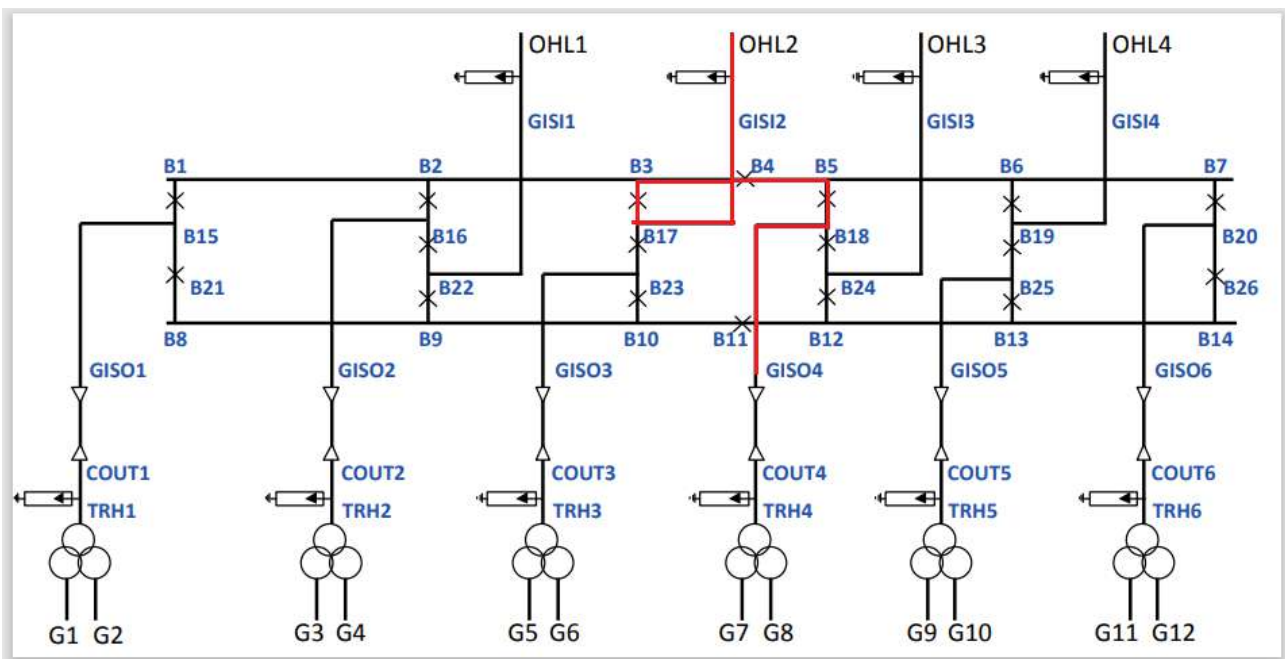 OHL1 OHL2 OHL3 OHL4
GISI1 GISI2 GISI3 GISI4
B1 B2 B3 B4 B5 B6 B7
B15 B16 B17 B18 B19 B20
B21 B22 B23 B24 B25 B26
B8 B9 B10 B11 B12 B13 B14
GISO1 GISO2 GISO3 GISO4 GISO5 GISO6
COUT1 COUT2 COUT3 COUT4 COUT5 COUT6
TRH1 TRH2 TRH3 TRH4 TRH5 TRH6
G1 G2 G3 G4 G5 G6 G7 G8 G9 G10 G11 G12